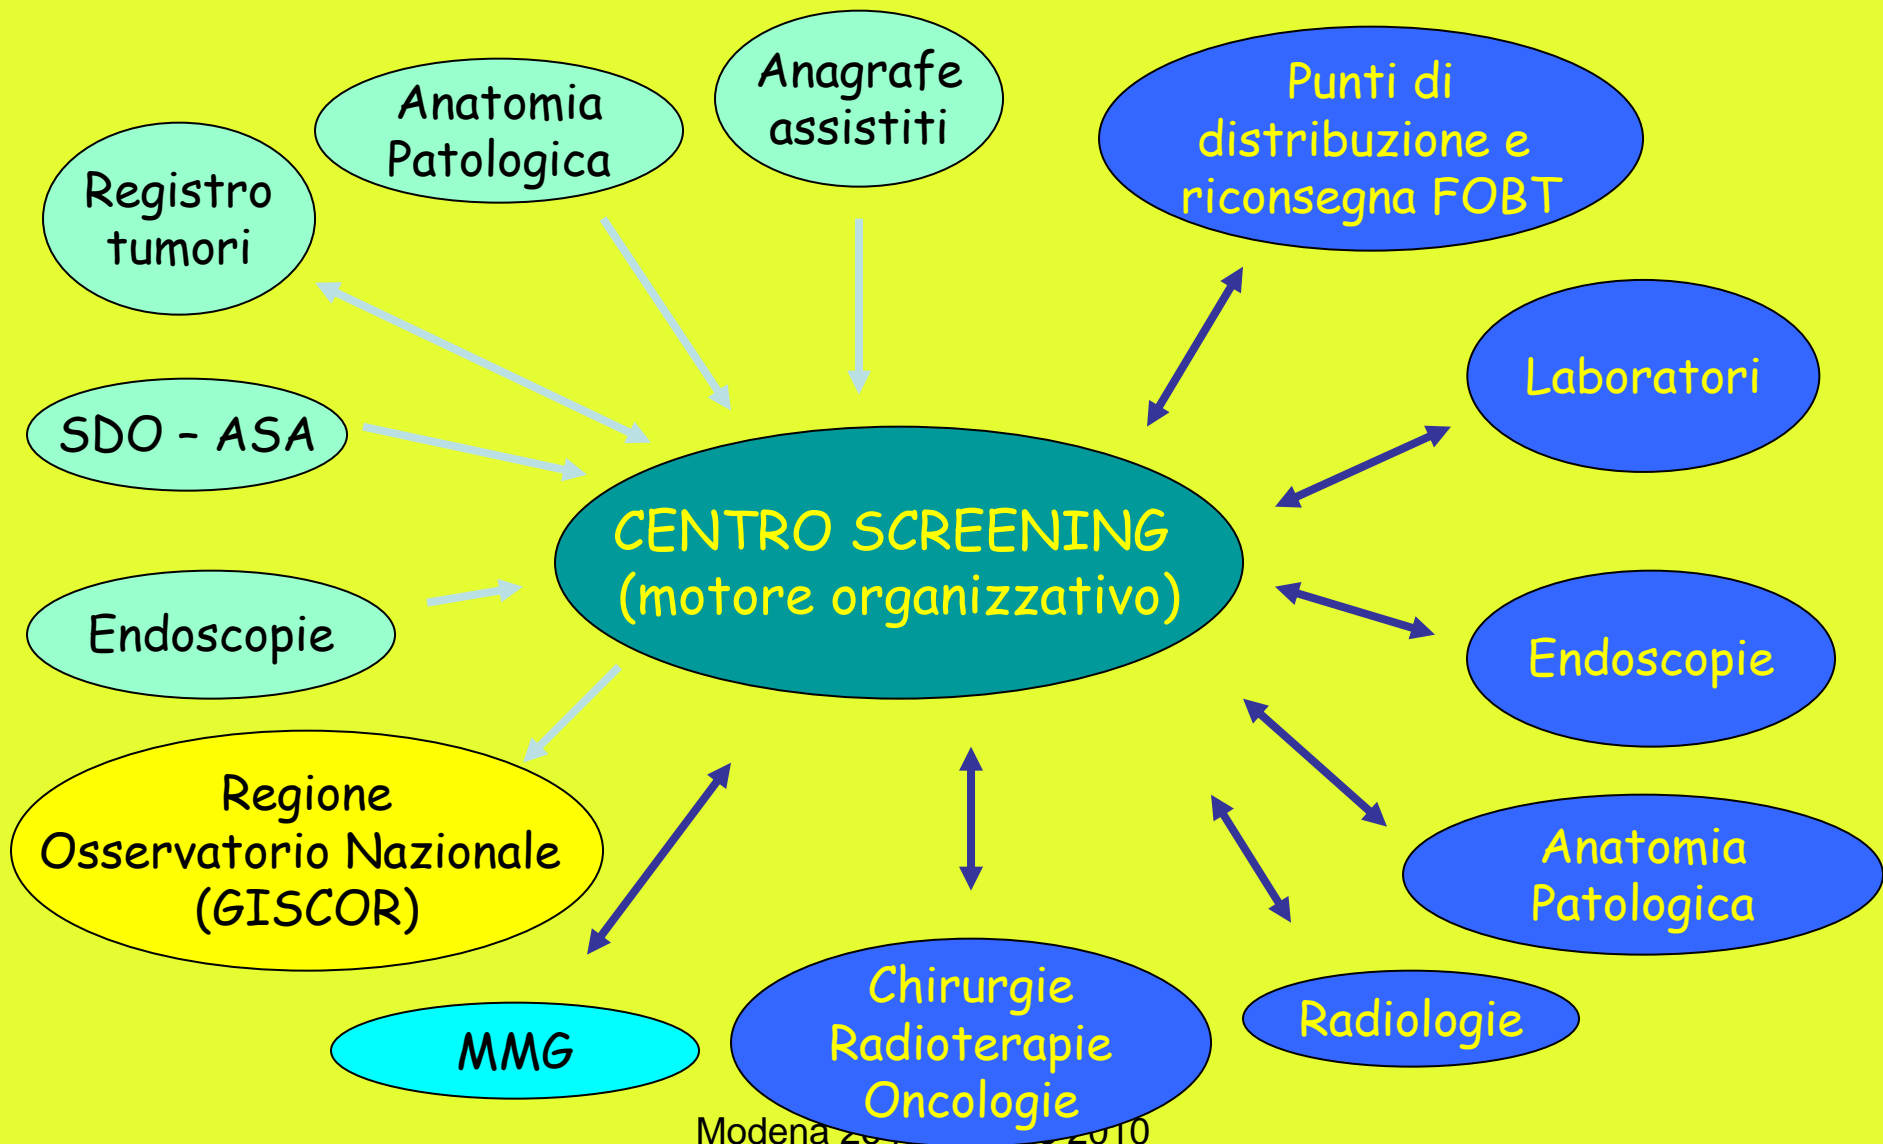 Anagrafe
assistiti
Anatomia
Patologica
Registro
tumori
SDO – ASA
Endoscopie
Regione
Osservatorio Nazionale
(GISCOR)
MMG
CENTRO SCREENING
(motore organizzativo)
Punti di
distribuzione e
riconsegna FOBT
Laboratori
Endoscopie
Anatomia
Patologica
Radiologie
Chirurgie
Radioterapie
Oncologie
Modena 2010